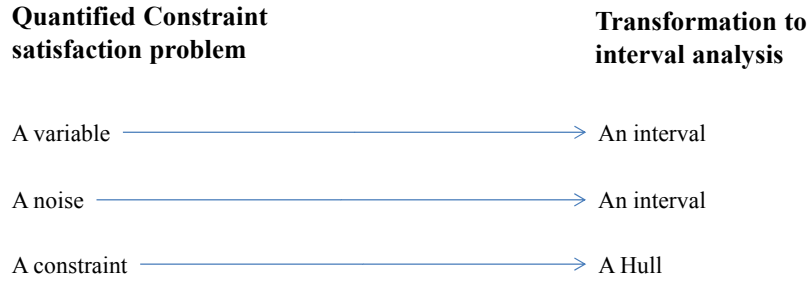 Quantified Constraint
satisfaction problem
Transformation to
interval analysis
A variable
An interval
A noise
An interval
A constraint
A Hull